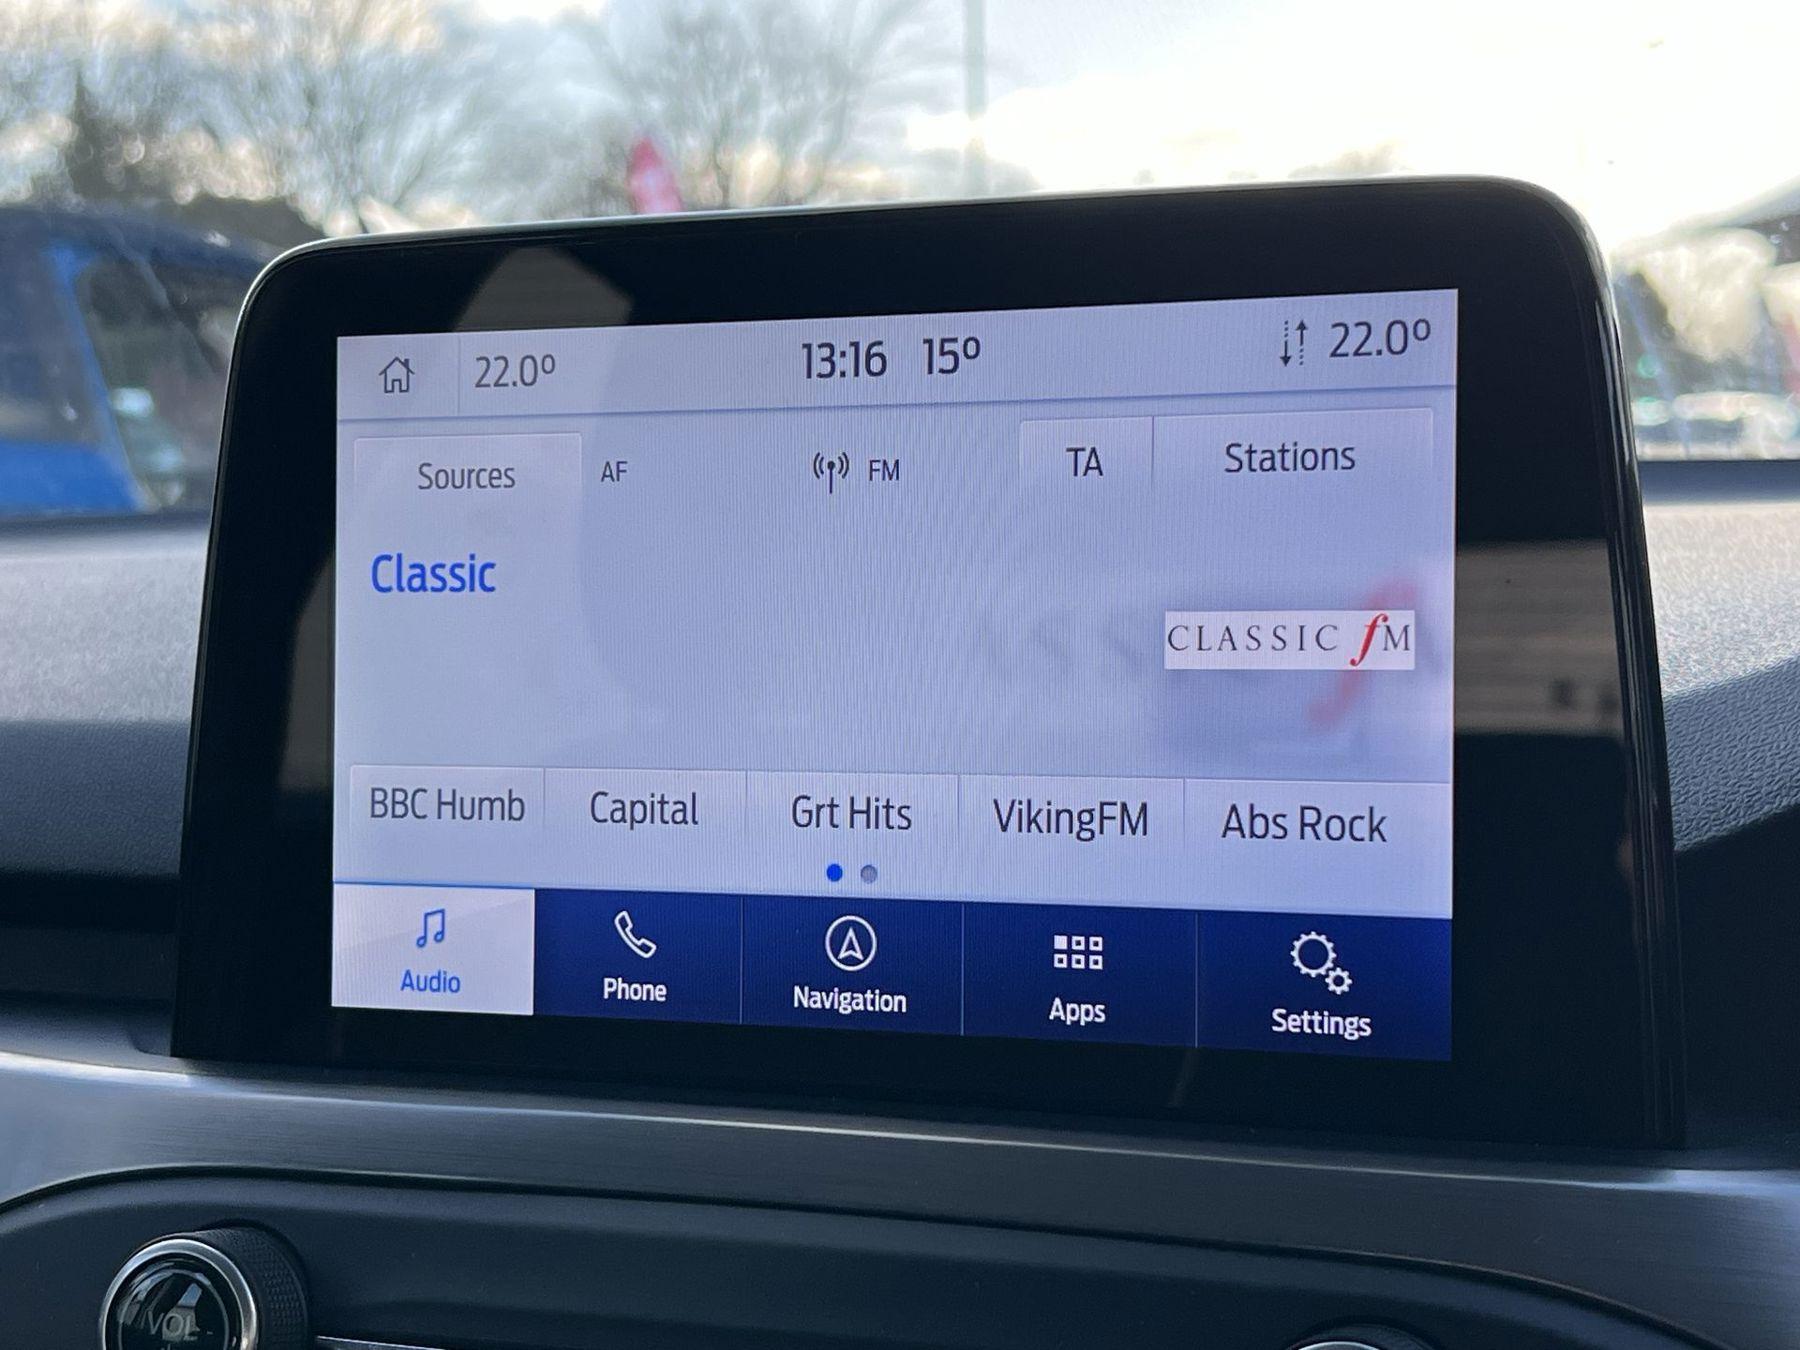 22.0° 13:16 15° 22.0°
Sources AF FM TA Stations
Classic
CLASSIC fM
BBC Humb Capital Grt Hits VikingFM Abs Rock
Audio Phone Navigation Apps Settings
VOL